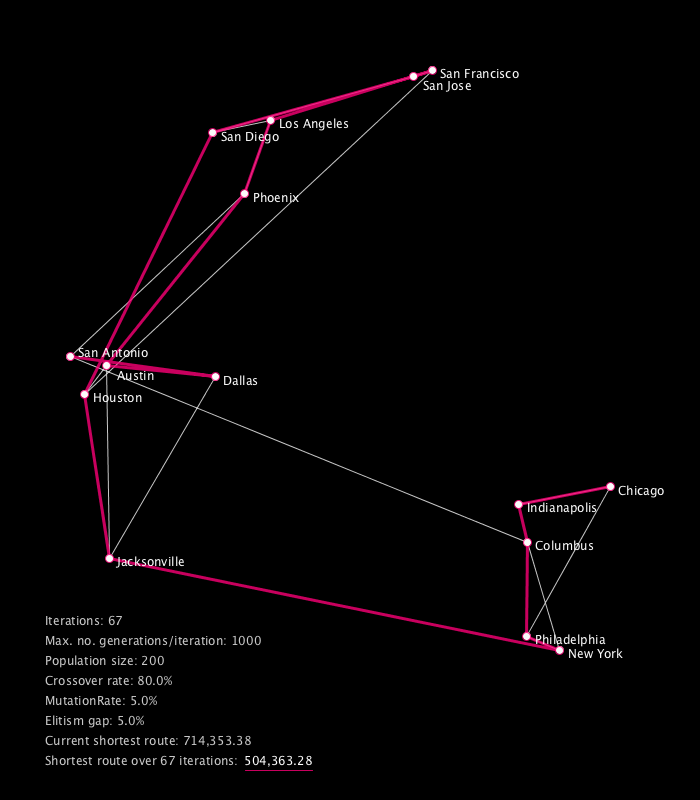 San Francisco
San Jose
Los Angeles
San Diego
Phoenix
San Antonio
Austin
Dallas
Houston
Chicago
Indianapolis
Columbus
Jacksonville
Philadelphia
New York
Iterations: 67
Max. no. generations/iteration: 1000
Population size: 200
Crossover rate: 80.0%
MutationRate: 5.0%
Elitism gap: 5.0%
Current shortest route: 714,353.38
Shortest route over 67 iterations: 504,363.28